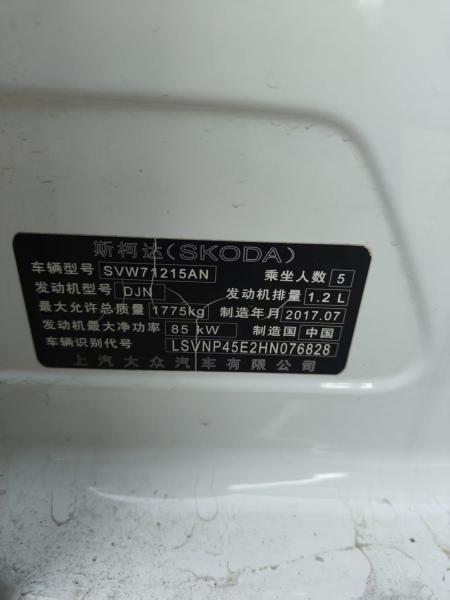 斯柯达(SKODA)
车辆型号 SVW71215AN 乘坐人数 5
发动机型号 DJN 发动机排量 1.2 L
最大允许总质量 1775kg 制造年月 2017.07
发动机最大净功率 85 kW 制造国 中国
车辆识别代号 LSVNP45E2HN076828
上汽大众汽车有限公司